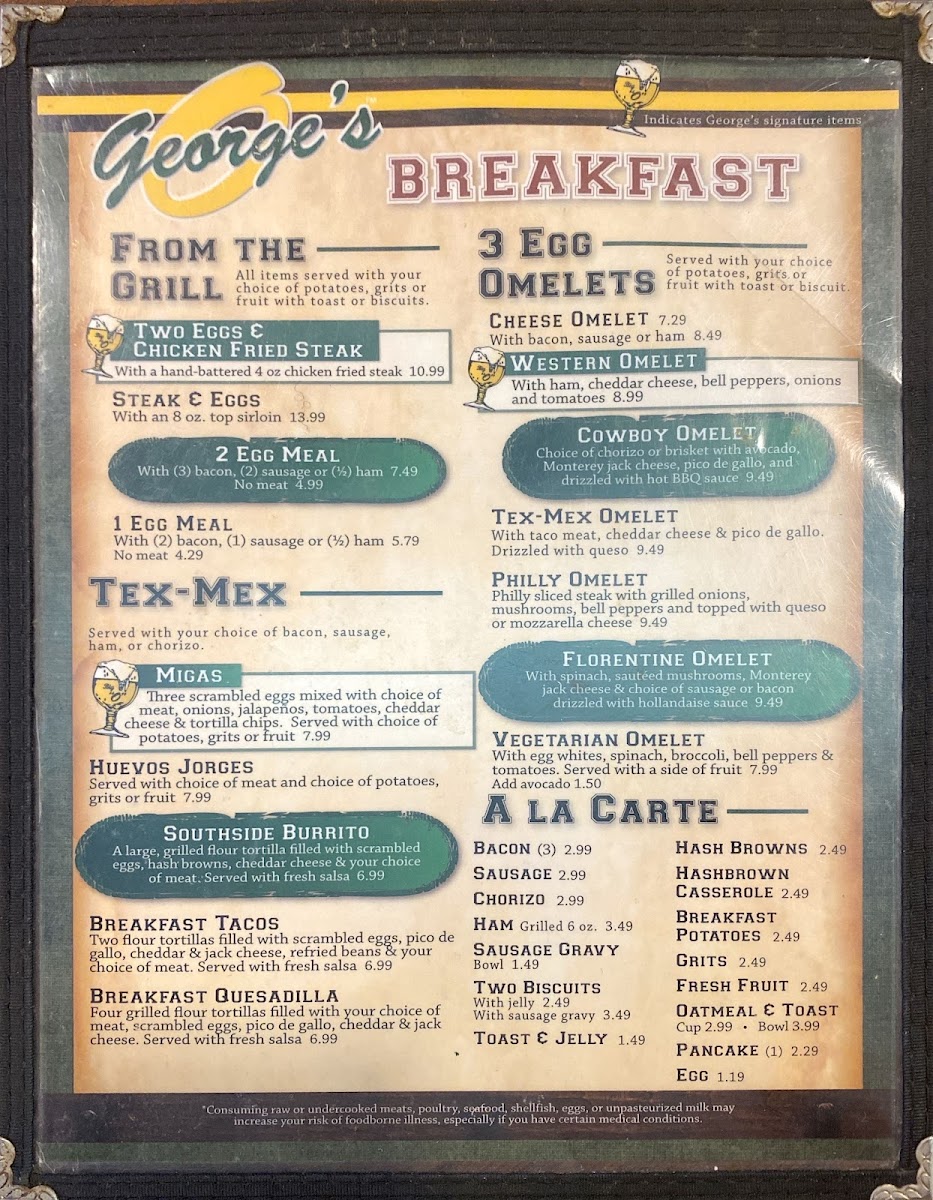 George's
Indicates George's signature items
BREAKFAST
FROM THE
GRILL
All items served with your
choice of potatoes, grits or
fruit with toast or biscuits.
TWO EGGS &
CHICKEN FRIED STEAK
With a hand-battered 4 oz chicken fried steak 10.99
STEAK & EGGS
With an 8 oz. top sirloin 13.99
2 EGG MEAL
With (3) bacon, (2) sausage or (½) ham 7.49
No meat 4.99
1 EGG MEAL
With (2) bacon, (1) sausage or (½) ham 5.79
No meat 4.29
TEX-MEX
Served with your choice of bacon, sausage,
ham, or chorizo.
MIGAS
Three scrambled eggs mixed with choice of
meat, onions, jalapeños, tomatoes, cheddar
cheese & tortilla chips. Served with choice of
potatoes, grits or fruit 7.99
HUEVOS JORGES
Served with choice of meat and choice of potatoes,
grits or fruit 7.99
SOUTHSIDE BURRITO
A large, grilled flour tortilla filled with scrambled
eggs, hash browns, cheddar cheese & your choice
of meat. Served with fresh salsa 6.99
BREAKFAST TACOS
Two flour tortillas filled with scrambled eggs, pico de
gallo, cheddar & jack cheese, refried beans & your
choice of meat. Served with fresh salsa 6.99
BREAKFAST QUESADILLA
Four grilled flour tortillas filled with your choice of
meat, scrambled eggs, pico de gallo, cheddar & jack
cheese. Served with fresh salsa 6.99
3 EGG
OMELETS
Served with your choice
of potatoes, grits or
fruit with toast or biscuit.
CHEESE OMELET 7.29
With bacon, sausage or ham 8.49
WESTERN OMELET
With ham, cheddar cheese, bell peppers, onions
and tomatoes 8.99
COWBOY OMELET
Choice of chorizo or brisket with avocado,
Monterey jack cheese, pico de gallo, and
drizzled with hot BBQ sauce 9.49
TEX-MEX OMELET
With taco meat, cheddar cheese & pico de gallo.
Drizzled with queso 9.49
PHILLY OMELET
Philly sliced steak with grilled onions,
mushrooms, bell peppers and topped with queso
or mozzarella cheese 9.49
FLORENTINE OMELET
With spinach, sautéed mushrooms, Monterey
jack cheese & choice of sausage or bacon
drizzled with hollandaise sauce 9.49
VEGETARIAN OMELET
With egg whites, spinach, broccoli, bell peppers &
tomatoes. Served with a side of fruit 7.99
Add avocado 1.50
A LA CARTE
BACON (3) 2.99
SAUSAGE 2.99
CHORIZO 2.99
HAM Grilled 6 oz. 3.49
SAUSAGE GRAVY
Bowl 1.49
TWO BISCUITS
With jelly 2.49
With sausage gravy 3.49
TOAST & JELLY 1.49
HASH BROWNS 2.49
HASHBROWN
CASSEROLE 2.49
BREAKFAST
POTATOES 2.49
GRITS 2.49
FRESH FRUIT 2.49
OATMEAL & TOAST
Cup 2.99 • Bowl 3.99
PANCAKE (1) 2.29
EGG 1.19
*Consuming raw or undercooked meats, poultry, seafood, shellfish, eggs, or unpasteurized milk may
increase your risk of foodborne illness, especially if you have certain medical conditions.